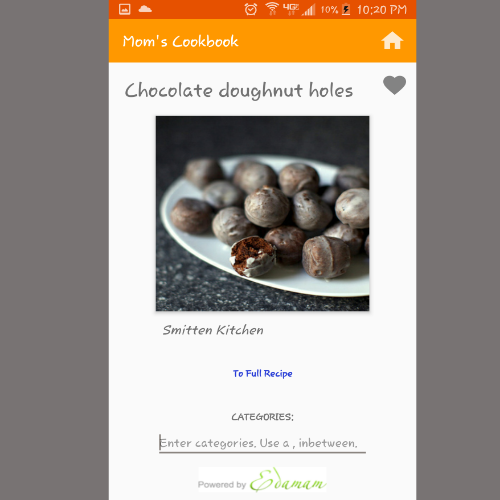 4G 10% 10:20 PM
Mom's Cookbook
Chocolate doughnut holes
Smitten Kitchen
To Full Recipe
CATEGORIES:
Enter categories. Use a , inbetween.
Powered by Edamam